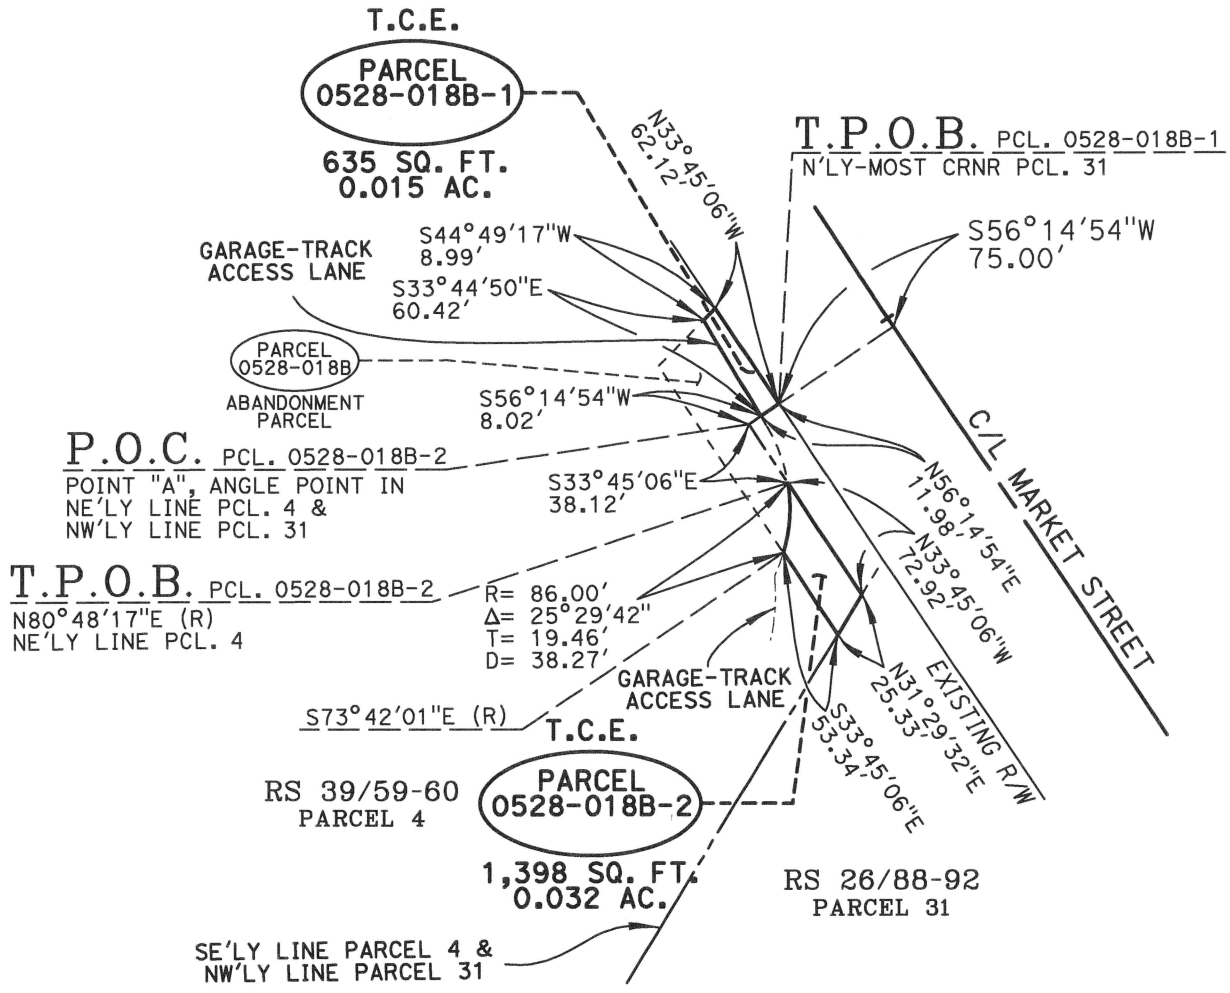 T.C.E.
PARCEL
0528-018B-1
635 SQ. FT.
0.015 AC.
N33°45'06"W
62.12'
T.P.O.B. PCL. 0528-018B-1
N'LY-MOST CRNR PCL. 31
S56°14'54"W
75.00'
S44°49'17"W
8.99'
GARAGE-TRACK
ACCESS LANE
S33°44'50"E
60.42'
PARCEL
0528-018B
ABANDONMENT
PARCEL
S56°14'54"W
8.02'
P.O.C. PCL. 0528-018B-2
POINT "A", ANGLE POINT IN
NE'LY LINE PCL. 4 &
NW'LY LINE PCL. 31
S33°45'06"E
38.12'
C/L MARKET STREET
N56°14'54"E
11.98'
N33°45'06"W
72.92'
T.P.O.B. PCL. 0528-018B-2
N80°48'17"E (R)
NE'LY LINE PCL. 4
R= 86.00'
Δ= 25°29'42"
T= 19.46'
D= 38.27'
GARAGE-TRACK
ACCESS LANE
EXISTING R/W
N31°29'32"E
25.33'
S33°45'06"E
53.34'
S73°42'01"E (R)
T.C.E.
PARCEL
0528-018B-2
1,398 SQ. FT.
0.032 AC.
RS 39/59-60
PARCEL 4
RS 26/88-92
PARCEL 31
SE'LY LINE PARCEL 4 &
NW'LY LINE PARCEL 31